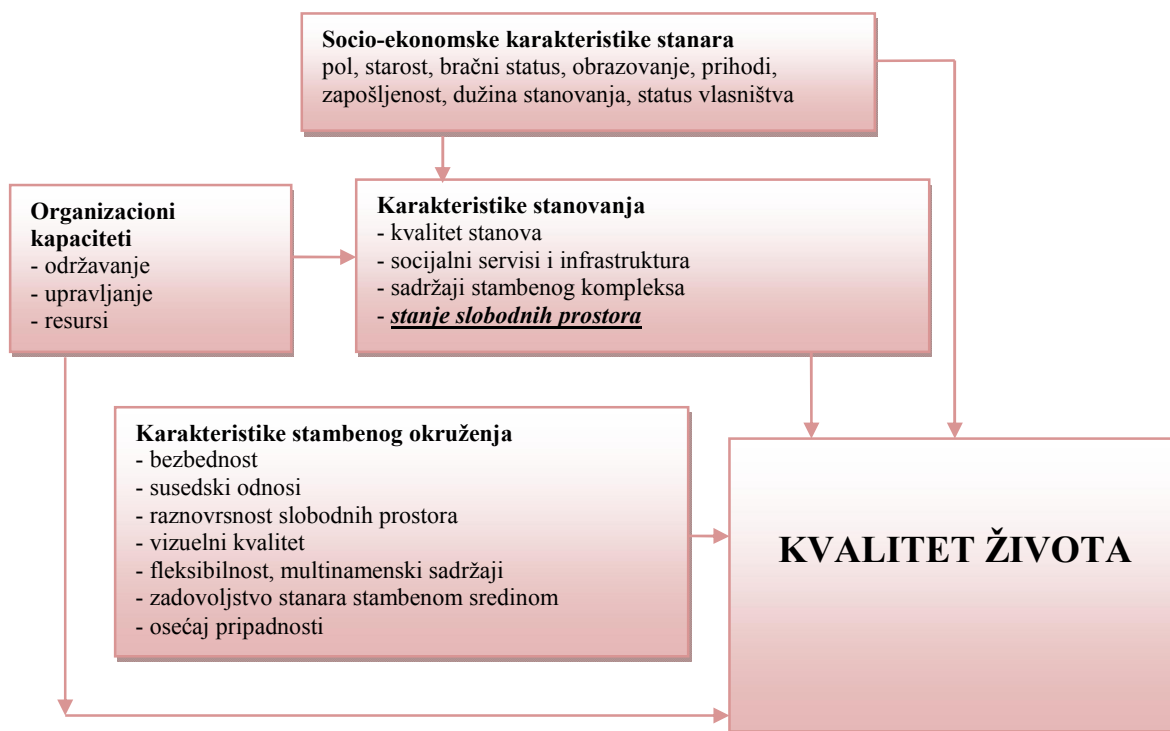 Socio-ekonomske karakteristike stanara
pol, starost, bračni status, obrazovanje, prihodi,
zapošljenost, dužina stanovanja, status vlasništva
Organizacioni
kapaciteti
- održavanje
- upravljanje
- resursi
Karakteristike stanovanja
- kvalitet stanova
- socijalni servisi i infrastruktura
- sadržaji stambenog kompleksa
- stanje slobodnih prostora
Karakteristike stambenog okruženja
- bezbednost
- susedski odnosi
- raznovrsnost slobodnih prostora
- vizuelni kvalitet
- fleksibilnost, multinamenski sadržaji
- zadovoljstvo stanara stambenom sredinom
- osećaj pripadnosti
KVALITET ŽIVOTA